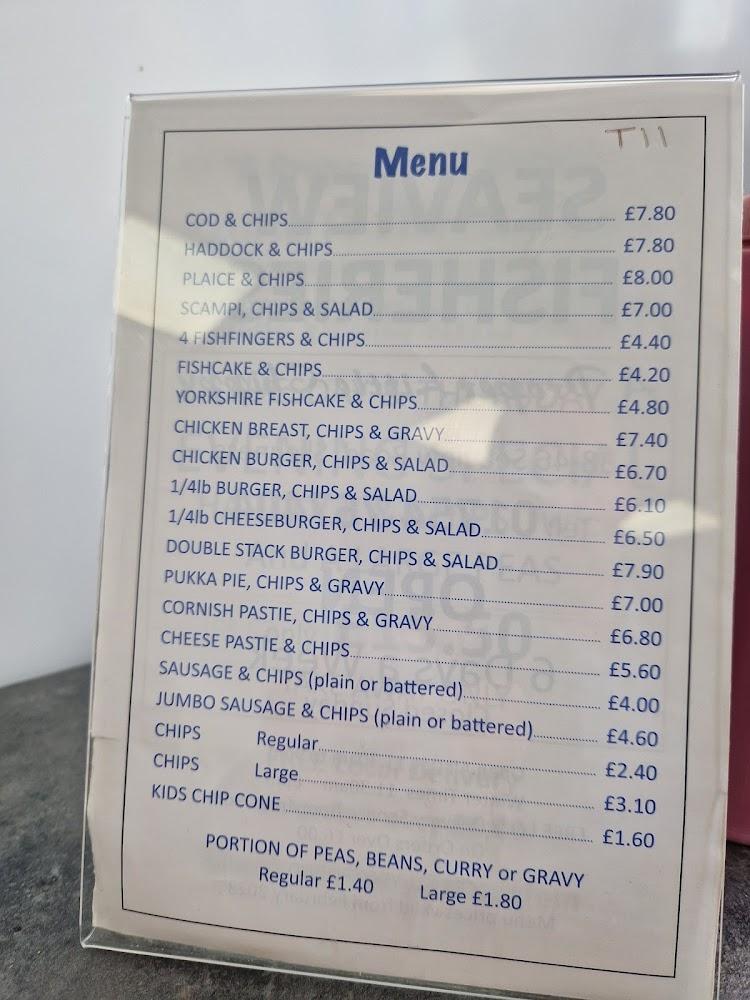 T11
Menu
COD & CHIPS £7.80
HADDOCK & CHIPS £7.80
PLAICE & CHIPS £8.00
SCAMPI, CHIPS & SALAD £7.00
4 FISHFINGERS & CHIPS £4.40
FISHCAKE & CHIPS £4.20
YORKSHIRE FISHCAKE & CHIPS £4.80
CHICKEN BREAST, CHIPS & GRAVY £7.40
CHICKEN BURGER, CHIPS & SALAD £6.70
1/4lb BURGER, CHIPS & SALAD £6.10
1/4lb CHEESEBURGER, CHIPS & SALAD £6.50
DOUBLE STACK BURGER, CHIPS & SALAD £7.90
PUKKA PIE, CHIPS & GRAVY £7.00
CORNISH PASTIE, CHIPS & GRAVY £6.80
CHEESE PASTIE & CHIPS £5.60
SAUSAGE & CHIPS (plain or battered) £4.00
JUMBO SAUSAGE & CHIPS (plain or battered) £4.60
CHIPS Regular £2.40
CHIPS Large £3.10
KIDS CHIP CONE £1.60
PORTION OF PEAS, BEANS, CURRY or GRAVY
Regular £1.40 Large £1.80